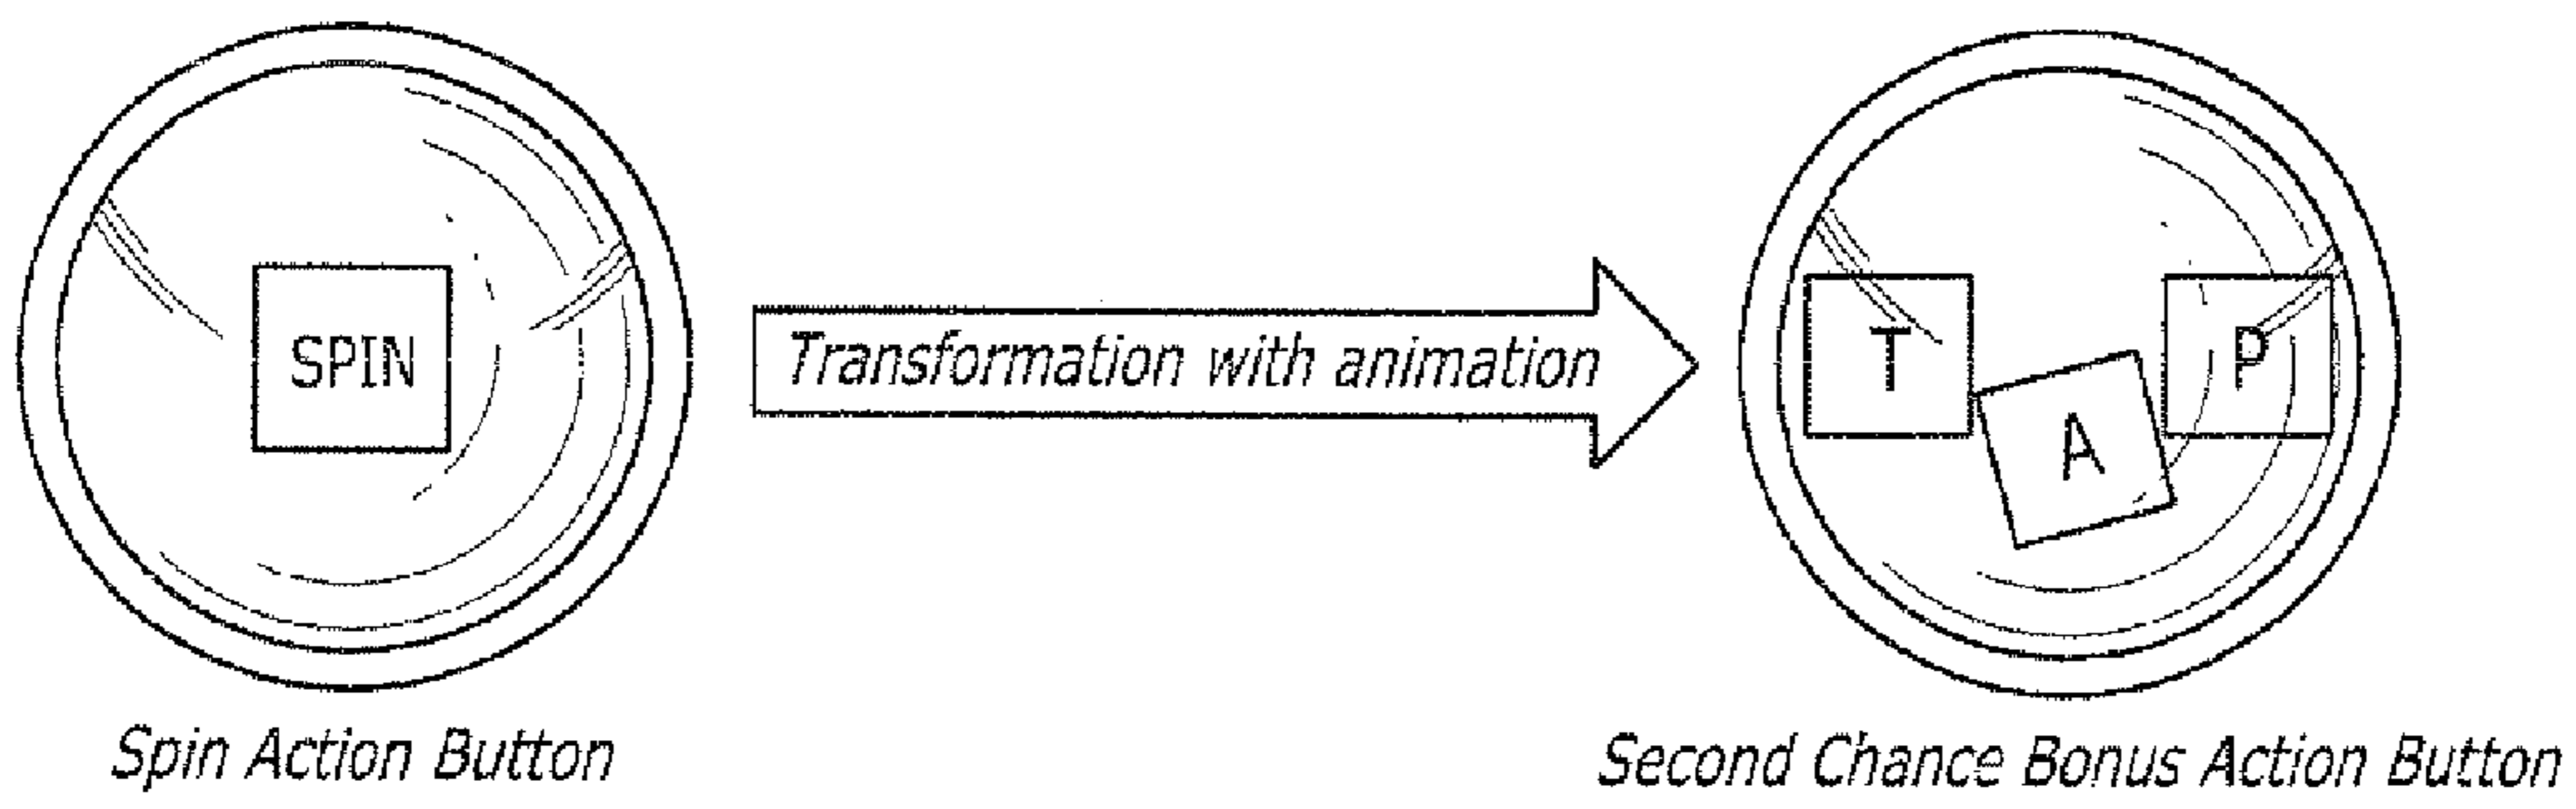 SPIN
Transformation with animation
T
A
P
Spin Action Button
Second Chance Bonus Action Button